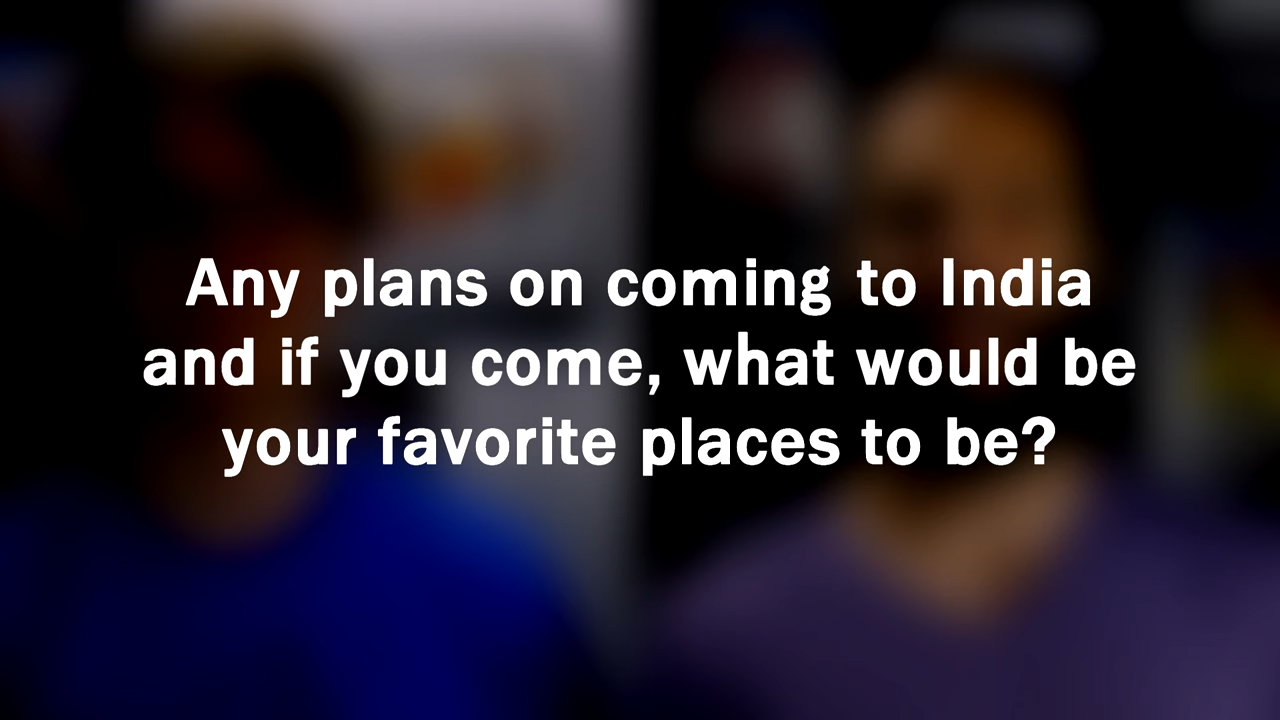 Any plans on coming to India
and if you come, what would be
your favorite places to be?